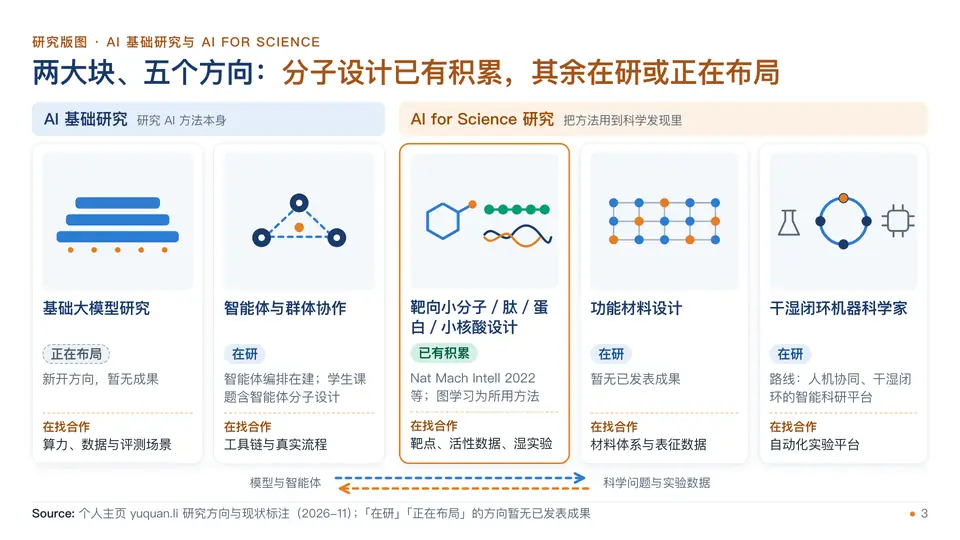 研究版图 · AI 基础研究与 AI FOR SCIENCE
两大块、五个方向：分子设计已有积累，其余在研或正在布局
AI 基础研究 研究 AI 方法本身
AI for Science 研究 把方法用到科学发现里
基础大模型研究
正在布局
新开方向，暂无成果
在找合作
算力、数据与评测场景
智能体与群体协作
在研
智能体编排在建；学生课
题含智能体分子设计
在找合作
工具链与真实流程
靶向小分子 / 肽 / 蛋
白 / 小核酸设计
已有积累
Nat Mach Intell 2022
等；图学习为所用方法
在找合作
靶点、活性数据、湿实验
功能材料设计
在研
暂无已发表成果
在找合作
材料体系与表征数据
干湿闭环机器科学家
在研
路线：人机协同、干湿闭
环的智能科研平台
在找合作
自动化实验平台
模型与智能体
科学问题与实验数据
Source: 个人主页 yuquan.li 研究方向与现状标注（2026-11）；「在研」「正在布局」的方向暂无已发表成果
3